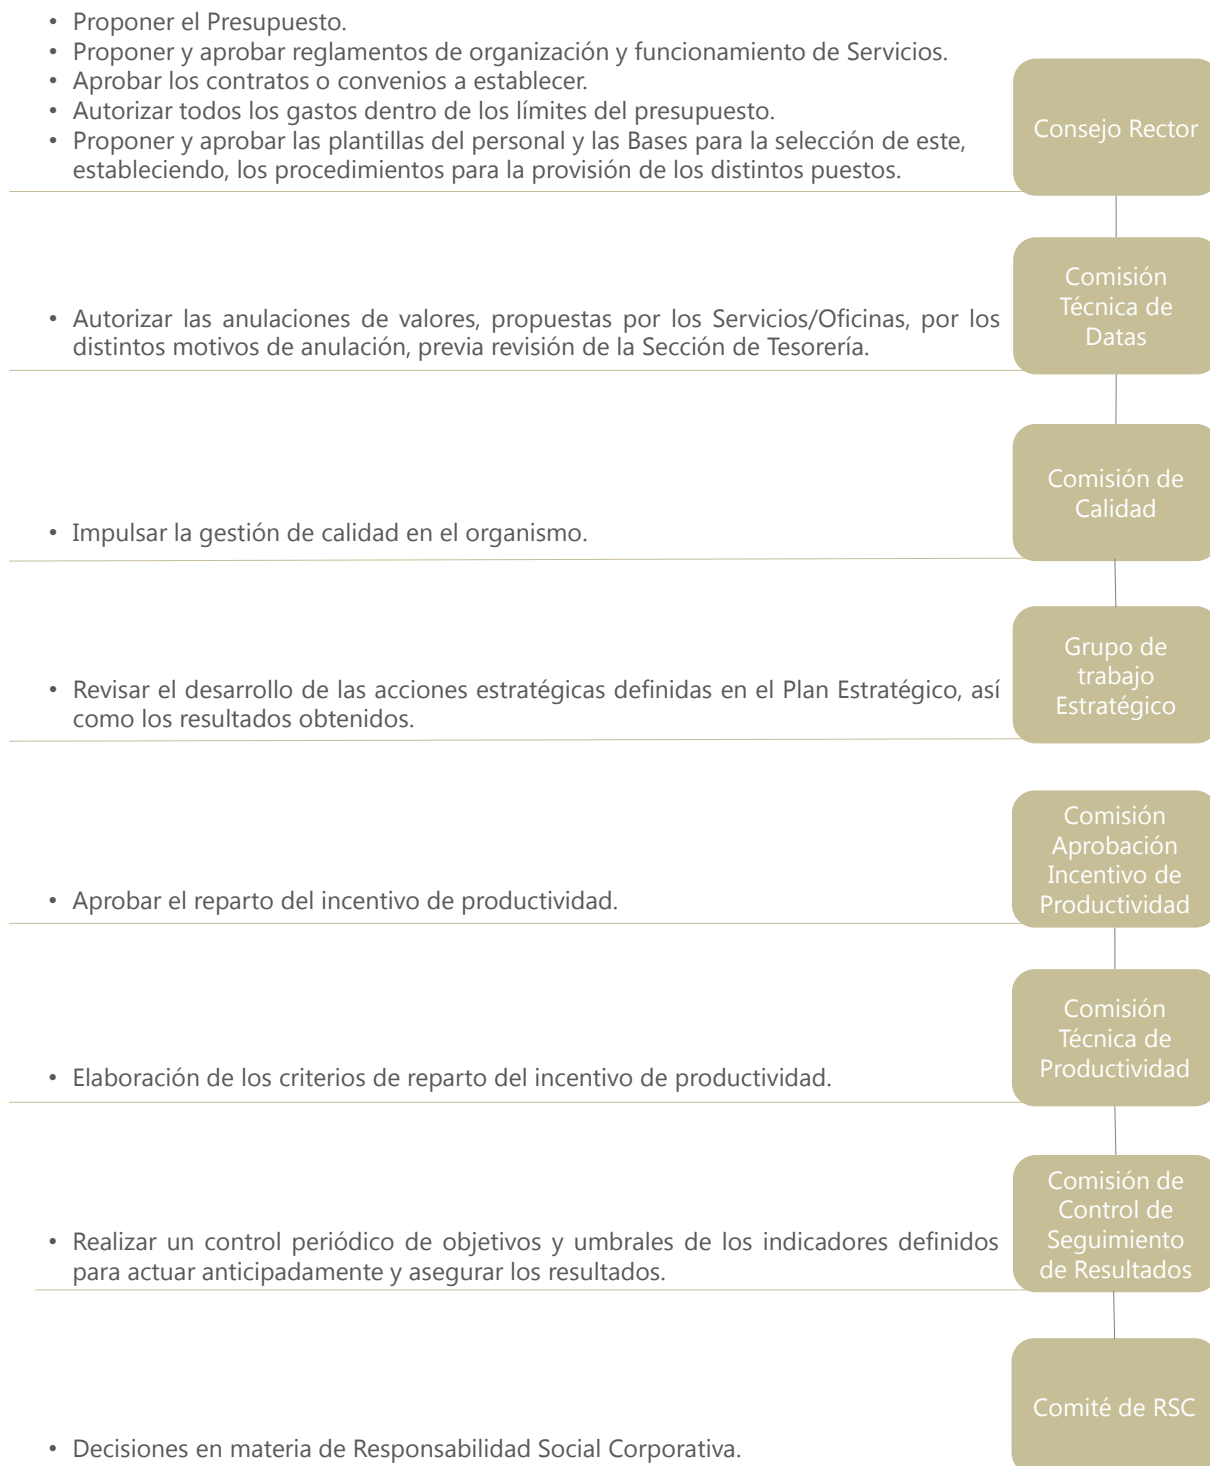 • Proponer el Presupuesto.
• Proponer y aprobar reglamentos de organización y funcionamiento de Servicios.
• Aprobar los contratos o convenios a establecer.
• Autorizar todos los gastos dentro de los límites del presupuesto.
• Proponer y aprobar las plantillas del personal y las Bases para la selección de este,
estableciendo, los procedimientos para la provisión de los distintos puestos.
Consejo Rector
• Autorizar las anulaciones de valores, propuestas por los Servicios/Oficinas, por los
distintos motivos de anulación, previa revisión de la Sección de Tesorería.
Comisión
Técnica de
Datas
• Impulsar la gestión de calidad en el organismo.
Comisión de
Calidad
• Revisar el desarrollo de las acciones estratégicas definidas en el Plan Estratégico, así
como los resultados obtenidos.
Grupo de
trabajo
Estratégico
• Aprobar el reparto del incentivo de productividad.
Comisión
Aprobación
Incentivo de
Productividad
• Elaboración de los criterios de reparto del incentivo de productividad.
Comisión
Técnica de
Productividad
• Realizar un control periódico de objetivos y umbrales de los indicadores definidos
para actuar anticipadamente y asegurar los resultados.
Comisión de
Control de
Seguimiento
de Resultados
• Decisiones en materia de Responsabilidad Social Corporativa.
Comité de RSC